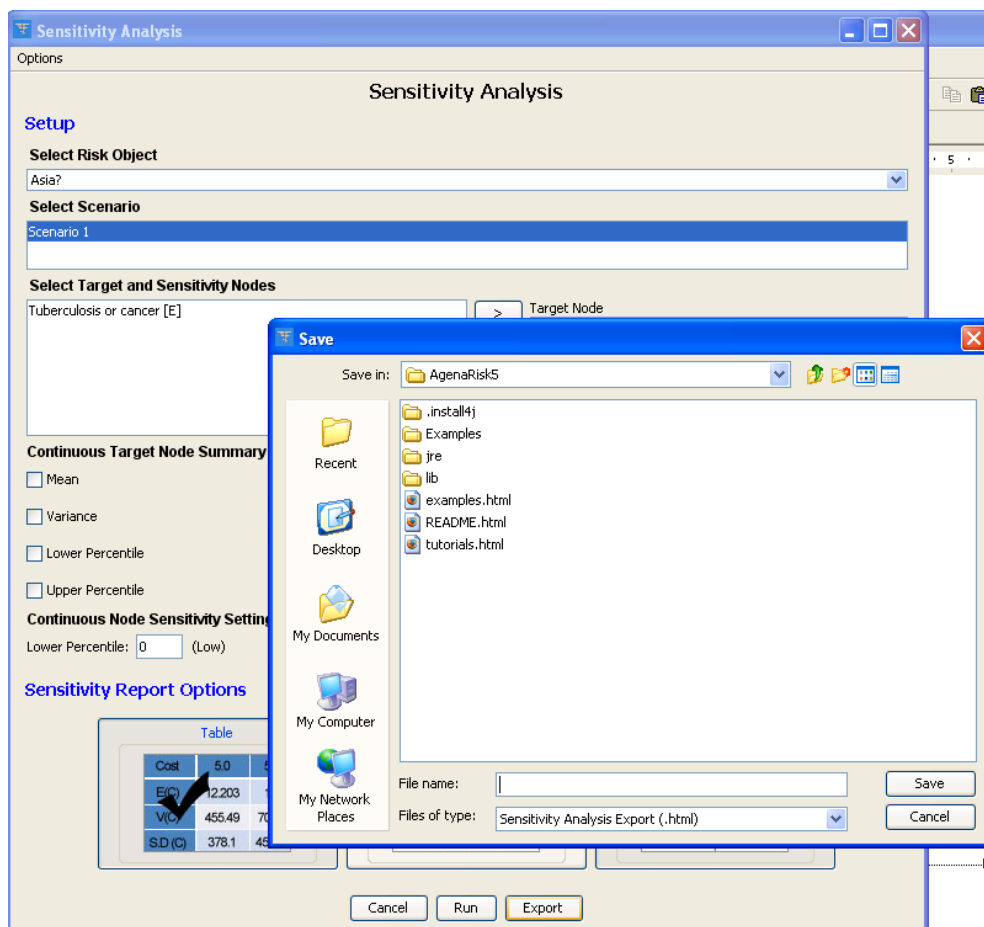 Sensitivity Analysis
Options
Sensitivity Analysis
Setup
Select Risk Object
Asia?
Select Scenario
Scenario 1
Select Target and Sensitivity Nodes
Tuberculosis or cancer [E]
>
Target Node
· 5 ·
Save
Save in: AgenaRisk5
.install4j
Examples
jre
lib
examples.html
README.html
tutorials.html
Recent
Desktop
My Documents
My Computer
My Network
Places
File name:
Save
Files of type: Sensitivity Analysis Export (.html)
Cancel
Continuous Target Node Summary
Mean
Variance
Lower Percentile
Upper Percentile
Continuous Node Sensitivity Setting
Lower Percentile: 0 (Low)
Sensitivity Report Options
Table
Cost 5.0
E(C) 12.203
V(C) 455.49
S.D (C) 378.1
Cancel Run Export